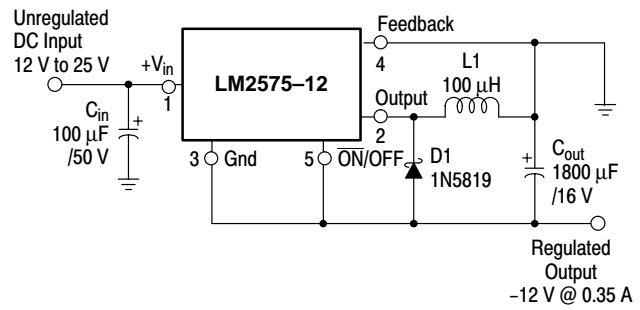 Unregulated
DC Input
12 V to 25 V
+Vin
1
Cin
100 μF
/50 V
+
LM2575–12
Feedback
4
Output
2
L1
100 μH
3
Gnd
5
ON/OFF
D1
1N5819
+
Cout
1800 μF
/16 V
Regulated
Output
–12 V @ 0.35 A